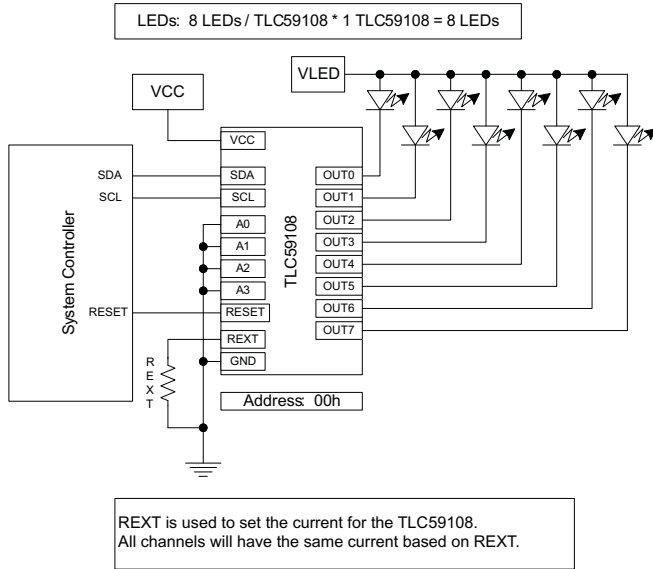 LEDs: 8 LEDs / TLC59108 * 1 TLC59108 = 8 LEDs
VLED
VCC
VCC
SDA
SDA
OUT0
SCL
SCL
OUT1
A0
OUT2
A1
OUT3
A2
OUT4
A3
OUT5
RESET
RESET
OUT6
REXT
OUT7
GND
System Controller
TLC59108
REXT
Address: 00h
REXT is used to set the current for the TLC59108.
All channels will have the same current based on REXT.